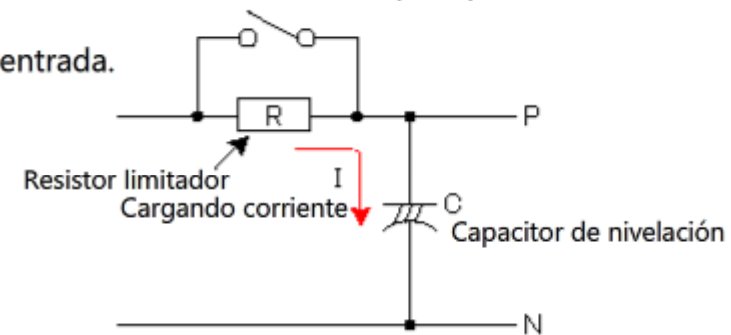 entrada.
R
P
Resistor limitador
I
Cargando corriente
C
Capacitor de nivelación
N